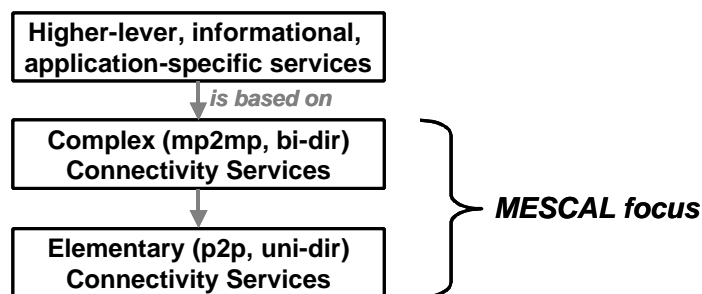 Higher-lever, informational,
application-specific services
is based on
Complex (mp2mp, bi-dir)
Connectivity Services
MESCAL focus
Elementary (p2p, uni-dir)
Connectivity Services